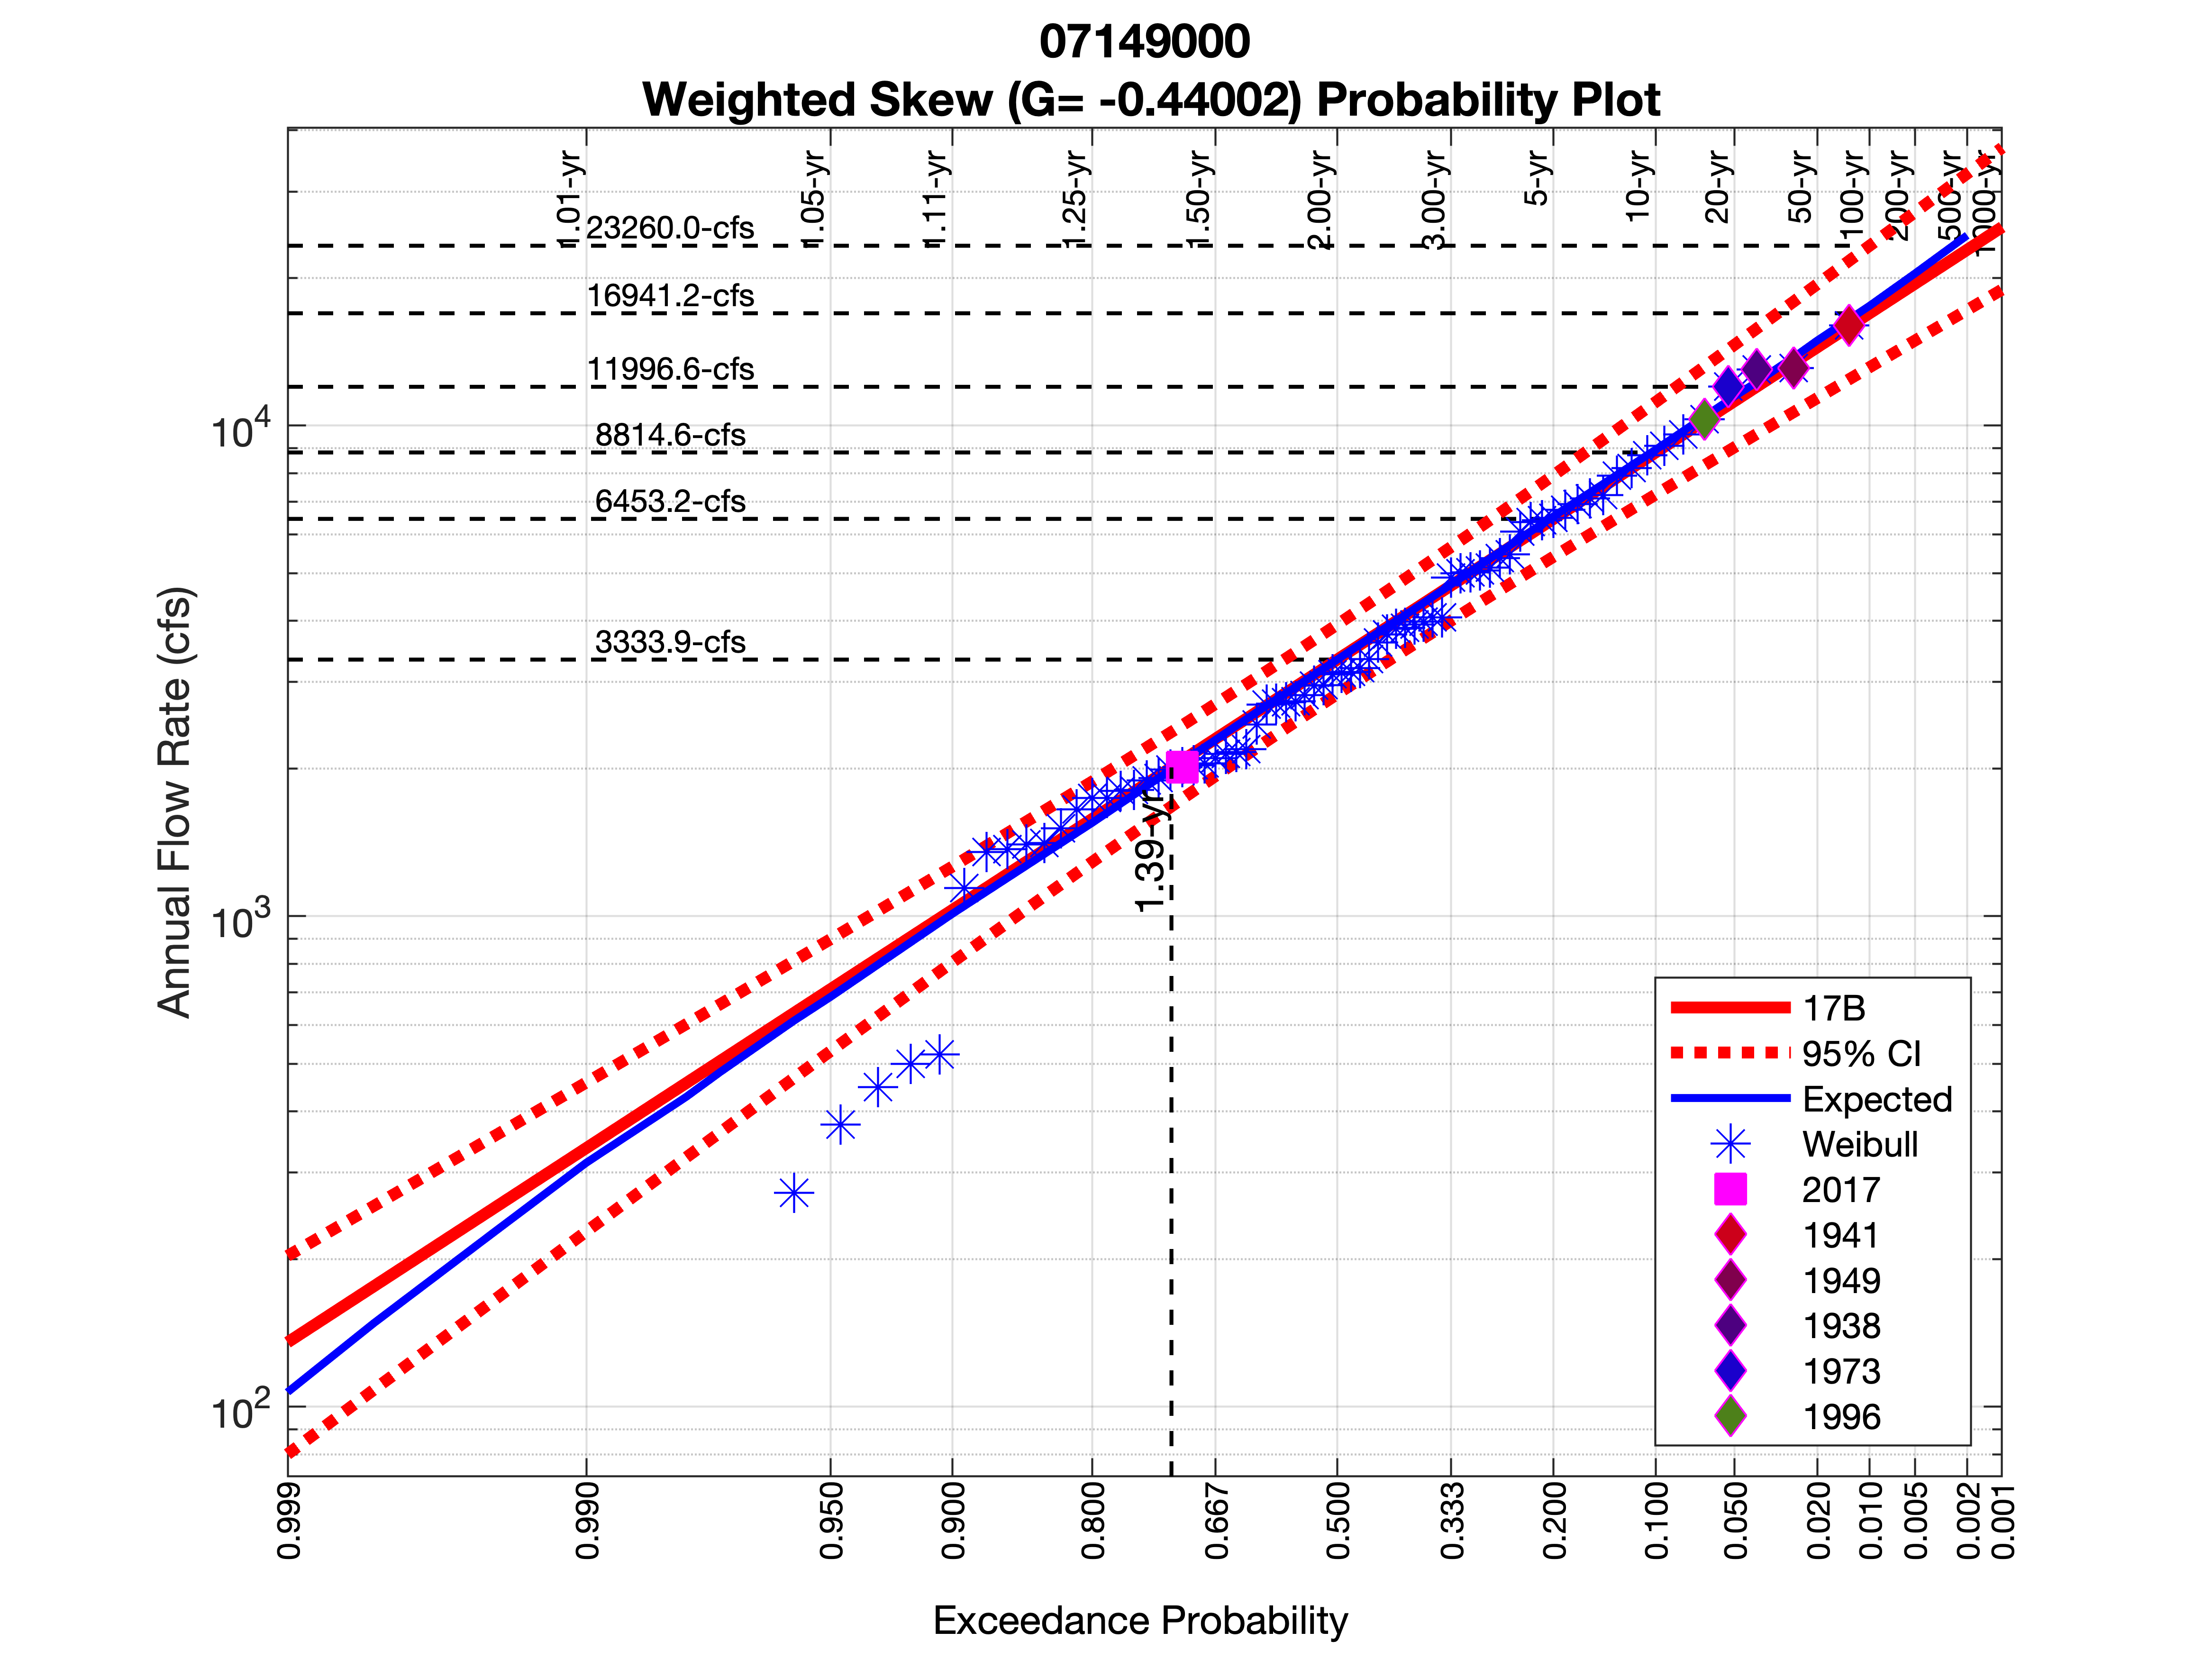 07149000
Weighted Skew (G= -0.44002) Probability Plot
1.01-yr
1.05-yr
1.11-yr
1.25-yr
1.50-yr
2.000-yr
3.00-yr
5-yr
10-yr
20-yr
50-yr
100-yr
200-yr
500-yr
1000-yr
23260.0-cfs
16941.2-cfs
11996.6-cfs
8814.6-cfs
6453.2-cfs
3333.9-cfs
1.39-yr
Annual Flow Rate (cfs)
10^4
10^3
10^2
17B
95% CI
Expected
Weibull
2017
1941
1949
1938
1973
1996
0.999
0.990
0.950
0.900
0.800
0.667
0.500
0.333
0.200
0.100
0.050
0.020
0.010
0.005
0.002
0.001
Exceedance Probability